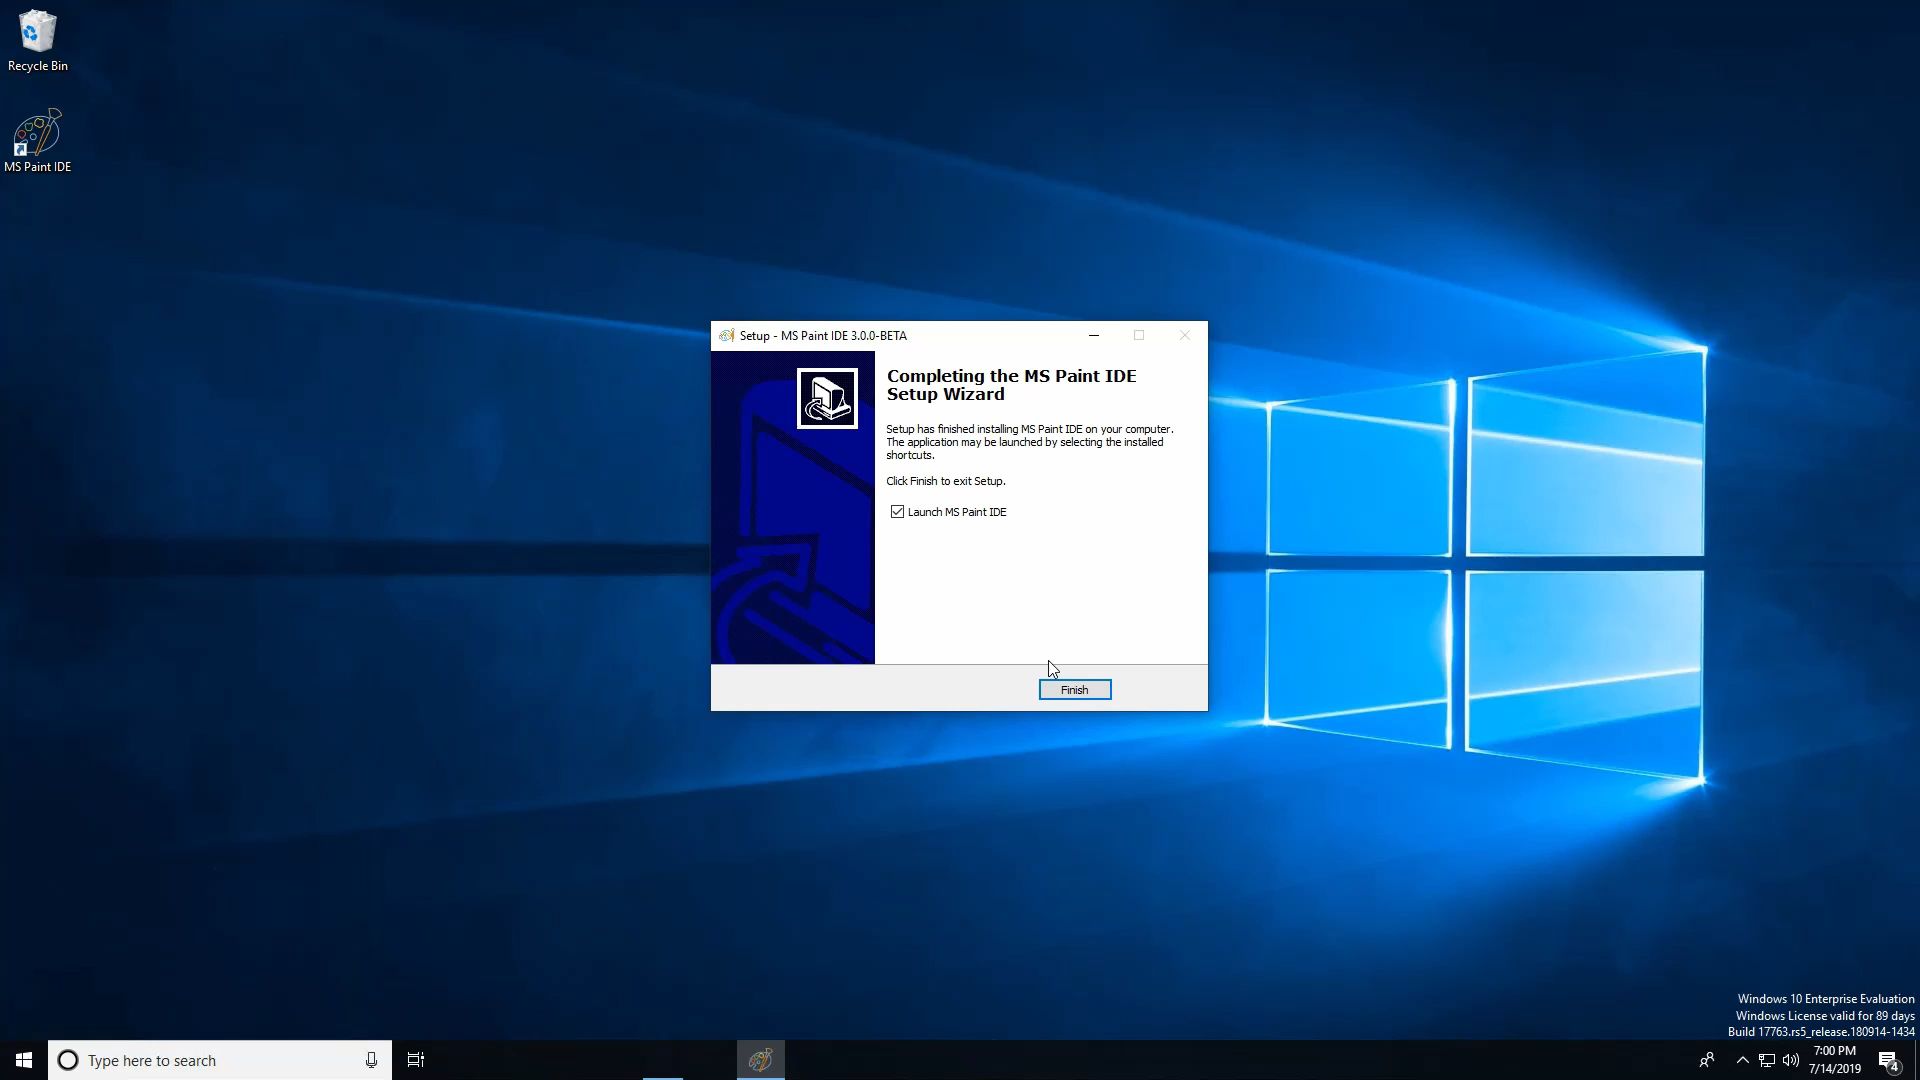 Recycle Bin
MS Paint IDE
Setup - MS Paint IDE 3.0.0-BETA
Completing the MS Paint IDE
Setup Wizard
Setup has finished installing MS Paint IDE on your computer.
The application may be launched by selecting the installed
shortcuts.
Click Finish to exit Setup.
Launch MS Paint IDE
Finish
Windows 10 Enterprise Evaluation
Windows License valid for 89 days
Build 17763.rs5_release.180914-1434
Type here to search
7:00 PM
7/14/2019
4